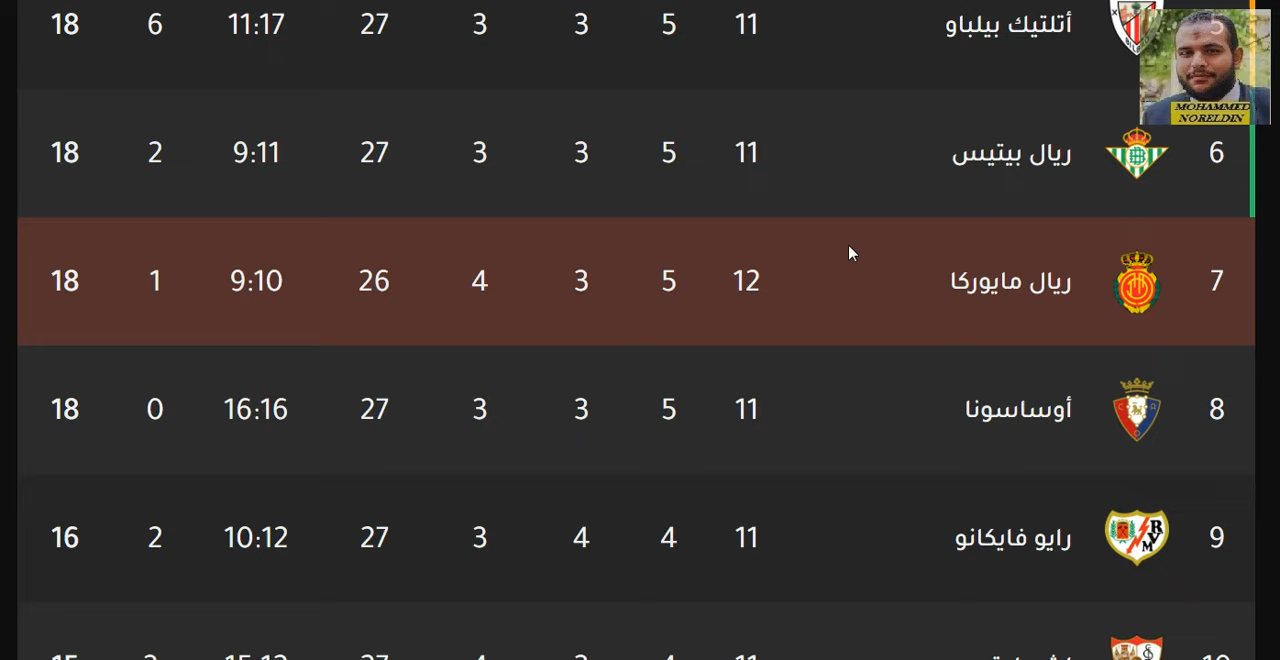 5 أتلتيك بيلباو 11 5 3 3 27 11:17 6 18
MOHAMMED
NORELDIN
6 ريال بيتيس 11 5 3 3 27 9:11 2 18
7 ريال مايوركا 12 5 3 4 26 9:10 1 18
8 أوساسونا 11 5 3 3 27 16:16 0 18
9 رايو فايكانو 11 4 4 3 27 10:12 2 16